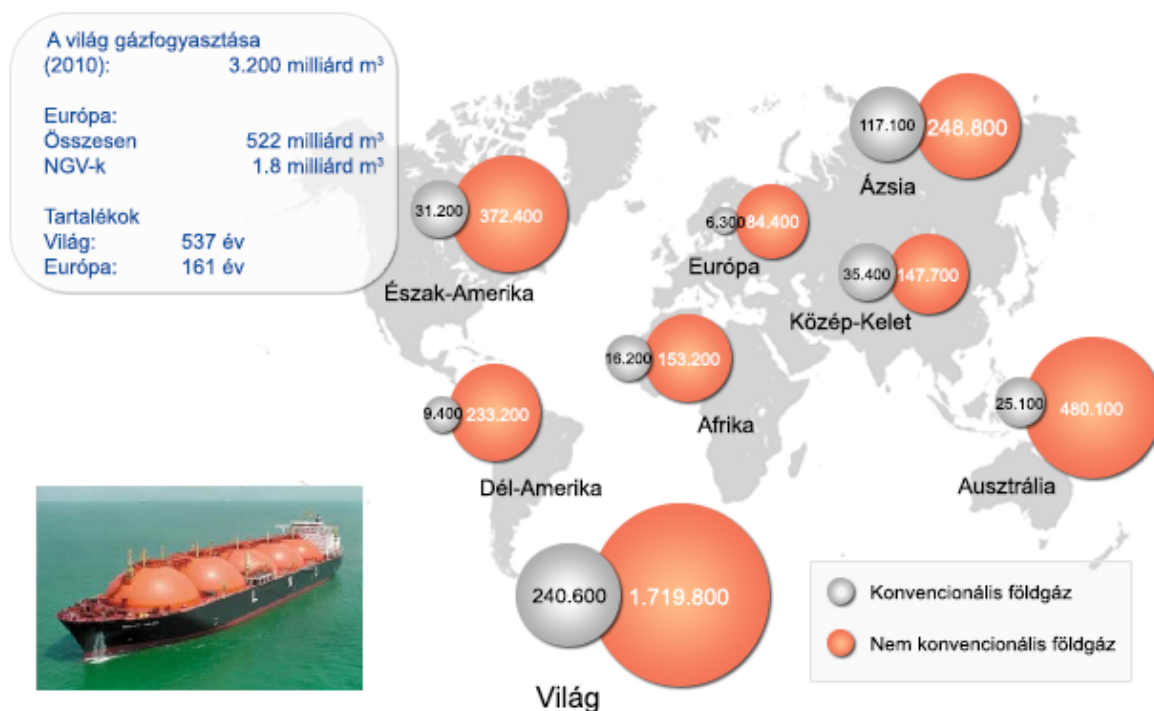 A világ gázfogyasztása
(2010): 3.200 milliárd m³
Európa:
Összesen 522 milliárd m³
NGV-k 1.8 milliárd m³
Tartalékok
Világ: 537 év
Európa: 161 év
117.100 248.800
Ázsia
31.200 372.400
Észak-Amerika
6.300 84.400
Európa
35.400 147.700
Közép-Kelet
16.200 153.200
Afrika
9.400 233.200
Dél-Amerika
25.100 480.100
Ausztrália
240.600 1.719.800
Világ
Konvencionális földgáz
Nem konvencionális földgáz